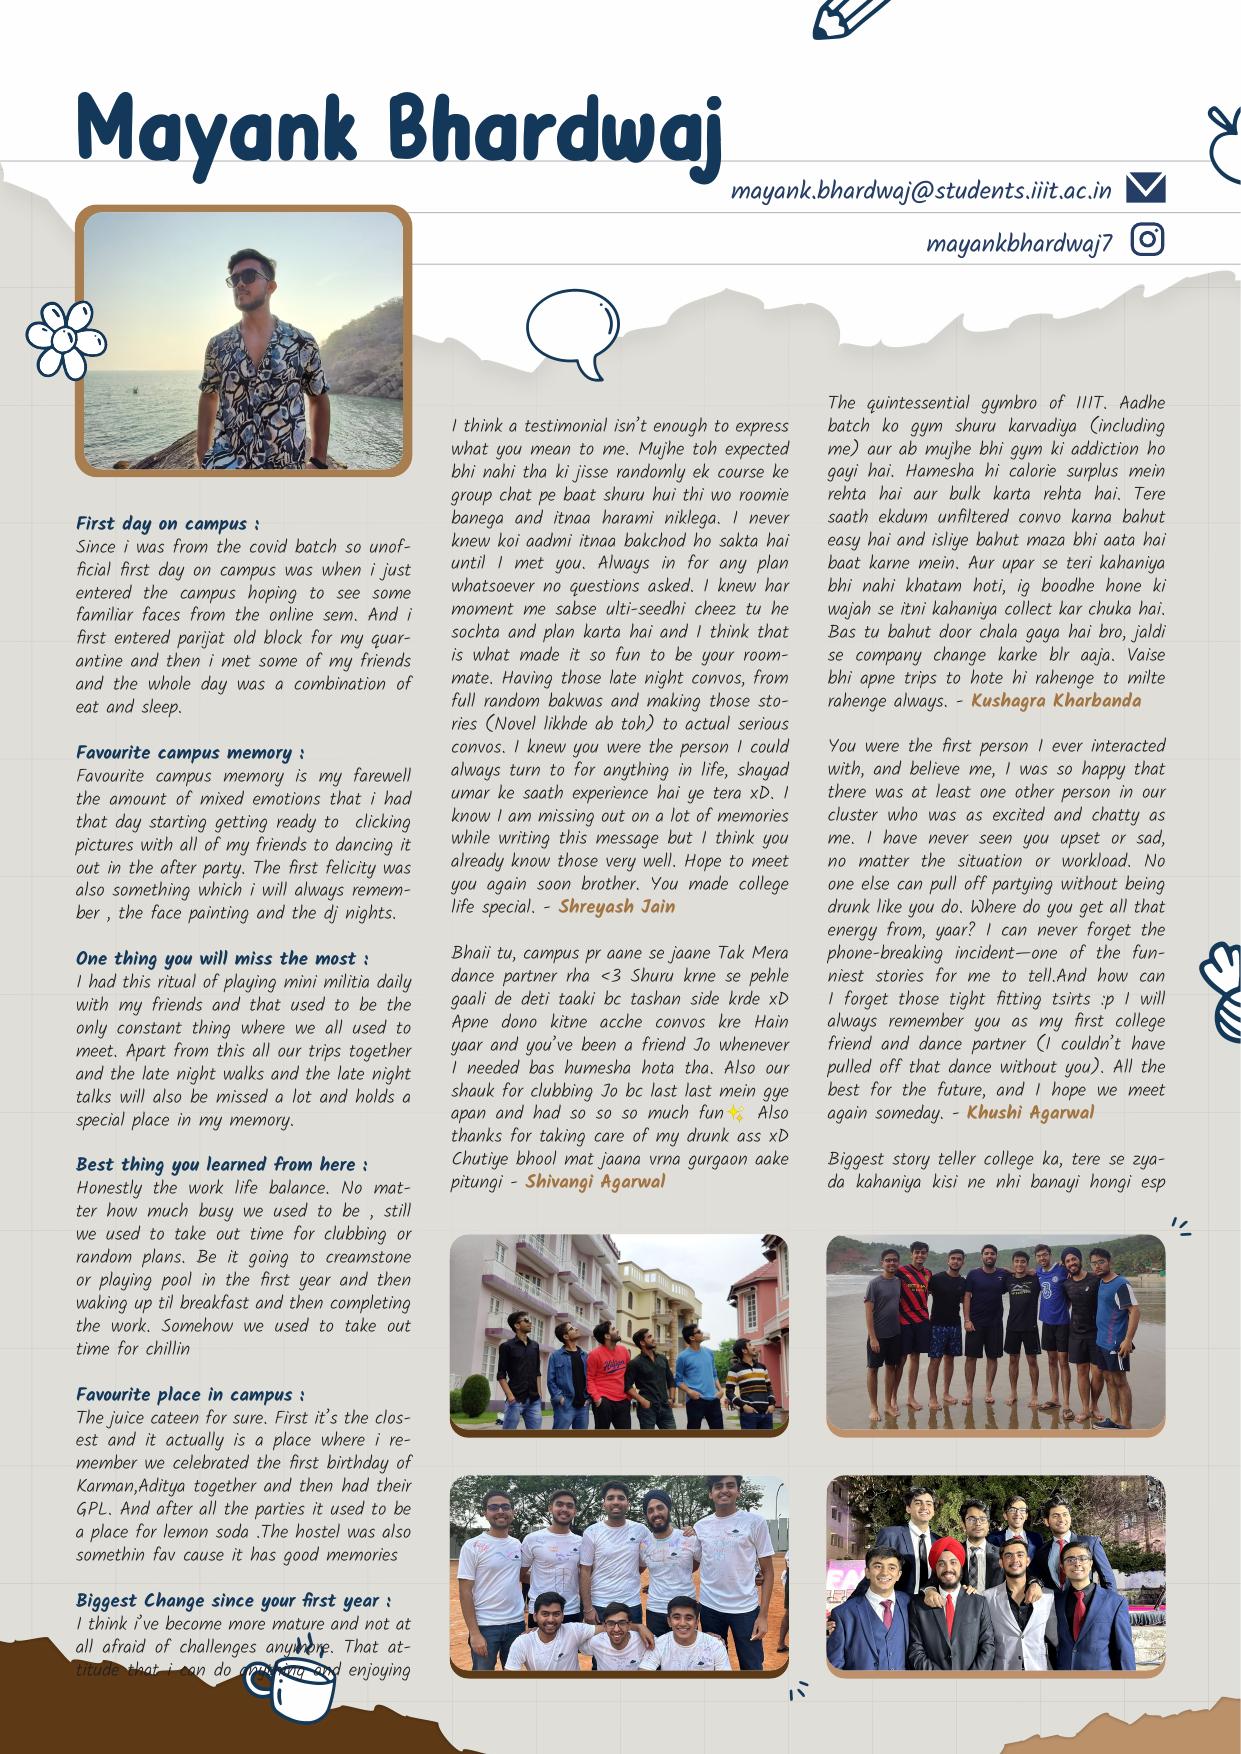 Mayank Bhardwaj
mayank.bhardwaj@students.iiit.ac.in
mayankbhardwaj7
First day on campus :
Since i was from the covid batch so unof-
ficial first day on campus was when i just
entered the campus hoping to see some
familiar faces from the online sem. And i
first entered parijat old block for my quar-
antine and then i met some of my friends
and the whole day was a combination of
eat and sleep.
Favourite campus memory :
Favourite campus memory is my farewell
the amount of mixed emotions that i had
that day starting getting ready to clicking
pictures with all of my friends to dancing it
out in the after party. The first felicity was
also something which i will always remem-
ber , the face painting and the dj nights.
One thing you will miss the most :
I had this ritual of playing mini militia daily
with my friends and that used to be the
only constant thing where we all used to
meet. Apart from this all our trips together
and the late night walks and the late night
talks will also be missed a lot and holds a
special place in my memory.
Best thing you learned from here :
Honestly the work life balance. No mat-
ter how much busy we used to be , still
we used to take out time for clubbing or
random plans. Be it going to creamstone
or playing pool in the first year and then
waking up til breakfast and then completing
the work. Somehow we used to take out
time for chillin
Favourite place in campus :
The juice cateen for sure. First it's the clos-
est and it actually is a place where i re-
member we celebrated the first birthday of
Karman,Aditya together and then had their
GPL. And after all the parties it used to be
a place for lemon soda .The hostel was also
somethin fav cause it has good memories
Biggest Change since your first year :
I think i've become more mature and not at
all afraid of challenges anymore. That at-
titude that i can do anything and enjoying
I think a testimonial isn't enough to express
what you mean to me. Mujhe toh expected
bhi nahi tha ki jisse randomly ek course ke
group chat pe baat shuru hui thi wo roomie
banega and itnaa harami niklega. I never
knew koi aadmi itnaa bakchod ho sakta hai
until I met you. Always in for any plan
whatsoever no questions asked. I knew har
moment me sabse ulti-seedhi cheez tu he
sochta and plan karta hai and I think that
is what made it so fun to be your room-
mate. Having those late night convos, from
full random bakwas and making those sto-
ries (Novel likhde ab toh) to actual serious
convos. I knew you were the person I could
always turn to for anything in life, shayad
umar ke saath experience hai ye tera xD. I
know I am missing out on a lot of memories
while writing this message but I think you
already know those very well. Hope to meet
you again soon brother. You made college
life special. - Shreyash Jain
Bhaii tu, campus pr aane se jaane Tak Mera
dance partner rha <3 Shuru krne se pehle
gaali de deti taaki bc tashan side krde xD
Apne dono kitne acche convos kre Hain
yaar and you've been a friend Jo whenever
I needed bas humesha hota tha. Also our
shauk for clubbing Jo bc last last mein gye
apan and had so so so much fun✨ Also
thanks for taking care of my drunk ass xD
Chutiye bhool mat jaana vrna gurgaon aake
pitungi - Shivangi Agarwal
The quintessential gymbro of IIIT. Aadhe
batch ko gym shuru karvadiya (including
me) aur ab mujhe bhi gym ki addiction ho
gayi hai. Hamesha hi calorie surplus mein
rehta hai aur bulk karta rehta hai. Tere
saath ekdum unfiltered convo karna bahut
easy hai and isliye bahut maza bhi aata hai
baat karne mein. Aur upar se teri kahaniya
bhi nahi khatam hoti, ig boodhe hone ki
wajah se itni kahaniya collect kar chuka hai.
Bas tu bahut door chala gaya hai bro, jaldi
se company change karke blr aaja. Vaise
bhi apne trips to hote hi rahenge to milte
rahenge always. - Kushagra Kharbanda
You were the first person I ever interacted
with, and believe me, I was so happy that
there was at least one other person in our
cluster who was as excited and chatty as
me. I have never seen you upset or sad,
no matter the situation or workload. No
one else can pull off partying without being
drunk like you do. Where do you get all that
energy from, yaar? I can never forget the
phone-breaking incident—one of the fun-
niest stories for me to tell.And how can
I forget those tight fitting tsirts :p I will
always remember you as my first college
friend and dance partner (I couldn't have
pulled off that dance without you). All the
best for the future, and I hope we meet
again someday. - Khushi Agarwal
Biggest story teller college ka, tere se zya-
da kahaniya kisi ne nhi banayi hongi esp